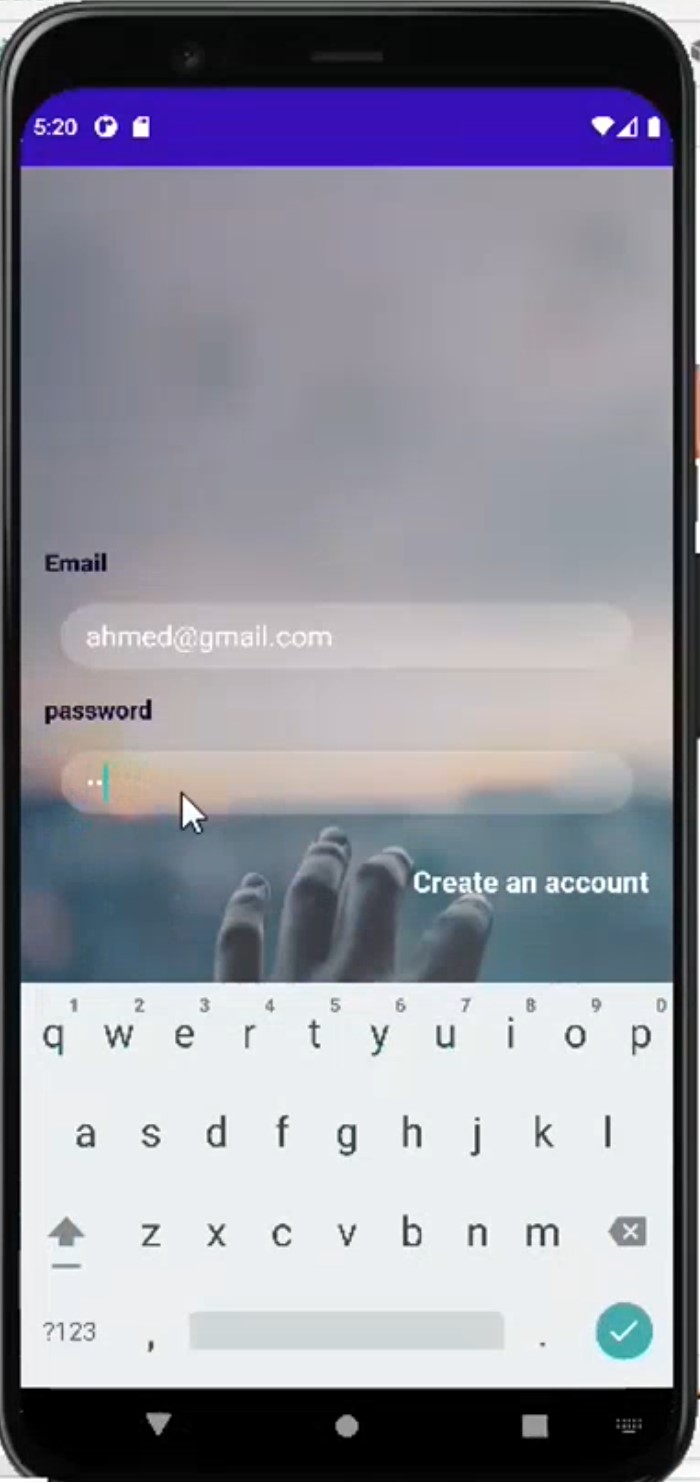 5:20
Email
ahmed@gmail.com
password
••
Create an account
1 2 3 4 5 6 7 8 9 0
q w e r t y u i o p
a s d f g h j k l
z x c v b n m
?123 , .